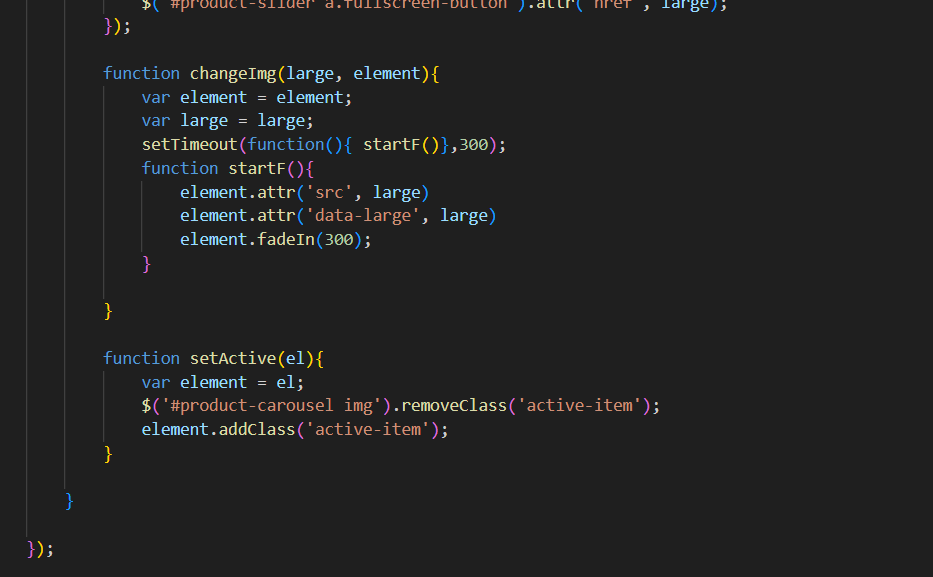 $('#product-slider a.fullscreen-button').attr('href', large);
});
function changeImg(large, element){
var element = element;
var large = large;
setTimeout(function(){ startF()},300);
function startF(){
element.attr('src', large)
element.attr('data-large', large)
element.fadeIn(300);
}
}
function setActive(el){
var element = el;
$('#product-carousel img').removeClass('active-item');
element.addClass('active-item');
}
}
});